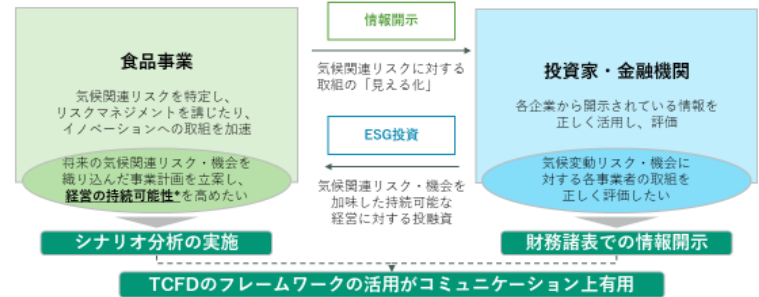 食品事業
気候関連リスクを特定し、
リスクマネジメントを講じたり、
イノベーションへの取組を加速
将来の気候関連リスク・機会を
織り込んだ事業計画を立案し、
経営の持続可能性*を高めたい
シナリオ分析の実施
情報開示
気候関連リスクに対する
取組の「見える化」
ESG投資
気候関連リスク・機会を
加味した持続可能な
経営に対する投融資
投資家・金融機関
各企業から開示されている情報を
正しく活用し、評価
気候変動リスク・機会に
対する各事業者の取組を
正しく評価したい
財務諸表での情報開示
TCFDのフレームワークの活用がコミュニケーション上有用